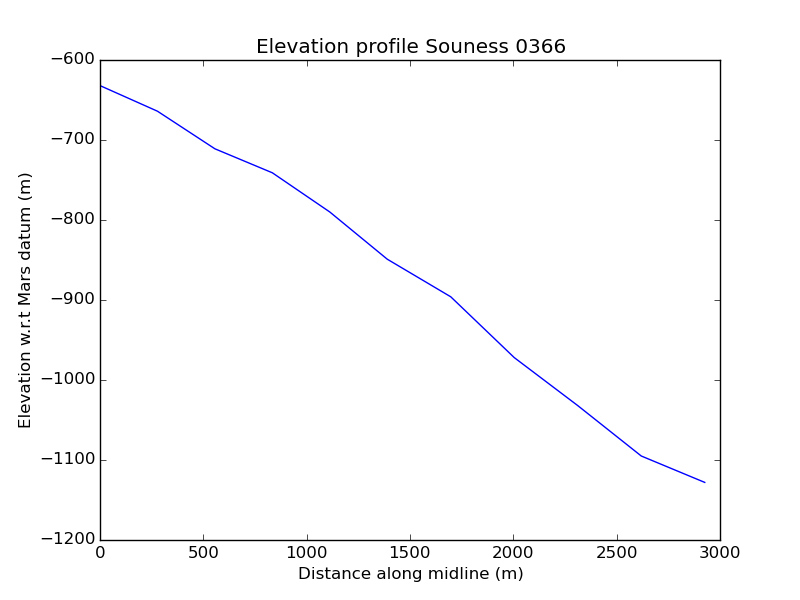 Elevation profile Souness 0366
−600
−700
−800
−900
−1000
−1100
−1200
Elevation w.r.t Mars datum (m)
0 500 1000 1500 2000 2500 3000
Distance along midline (m)